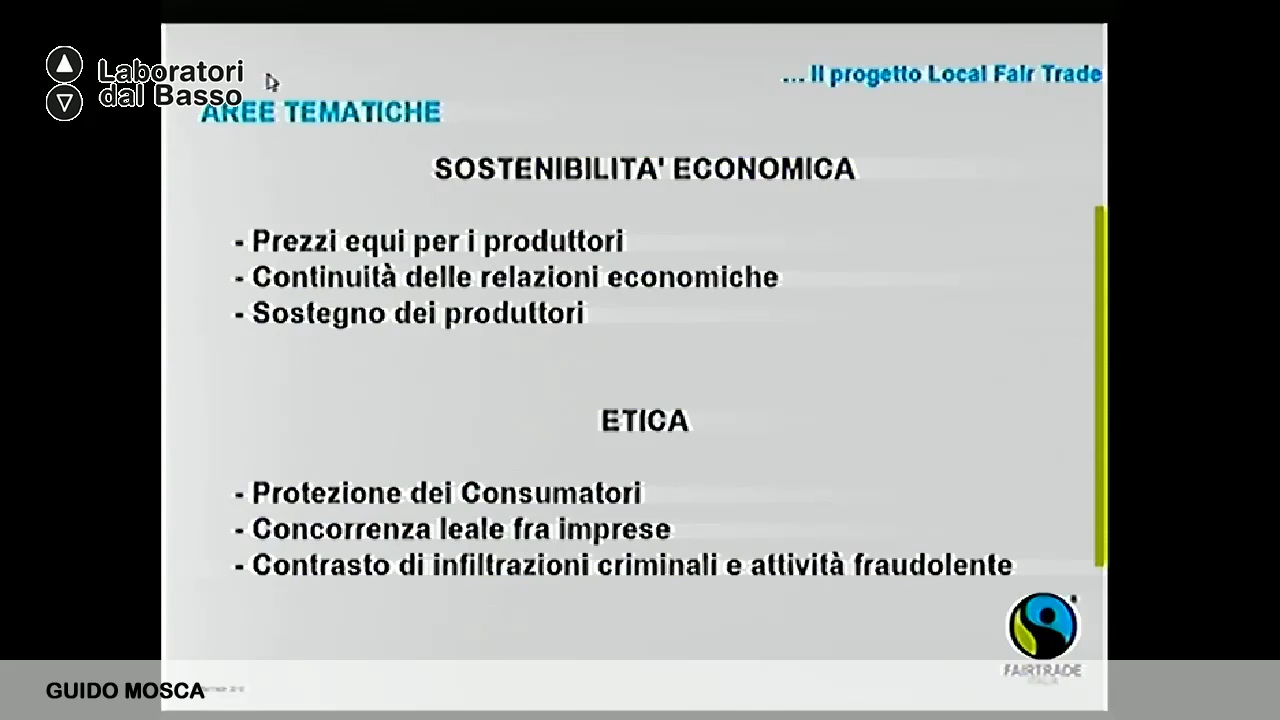 Laboratori
dal Basso
... Il progetto Local Fair Trade
AREE TEMATICHE
SOSTENIBILITA' ECONOMICA
- Prezzi equi per i produttori
- Continuità delle relazioni economiche
- Sostegno dei produttori
ETICA
- Protezione dei Consumatori
- Concorrenza leale fra imprese
- Contrasto di infiltrazioni criminali e attività fraudolente
FAIRTRADE
GUIDO MOSCA